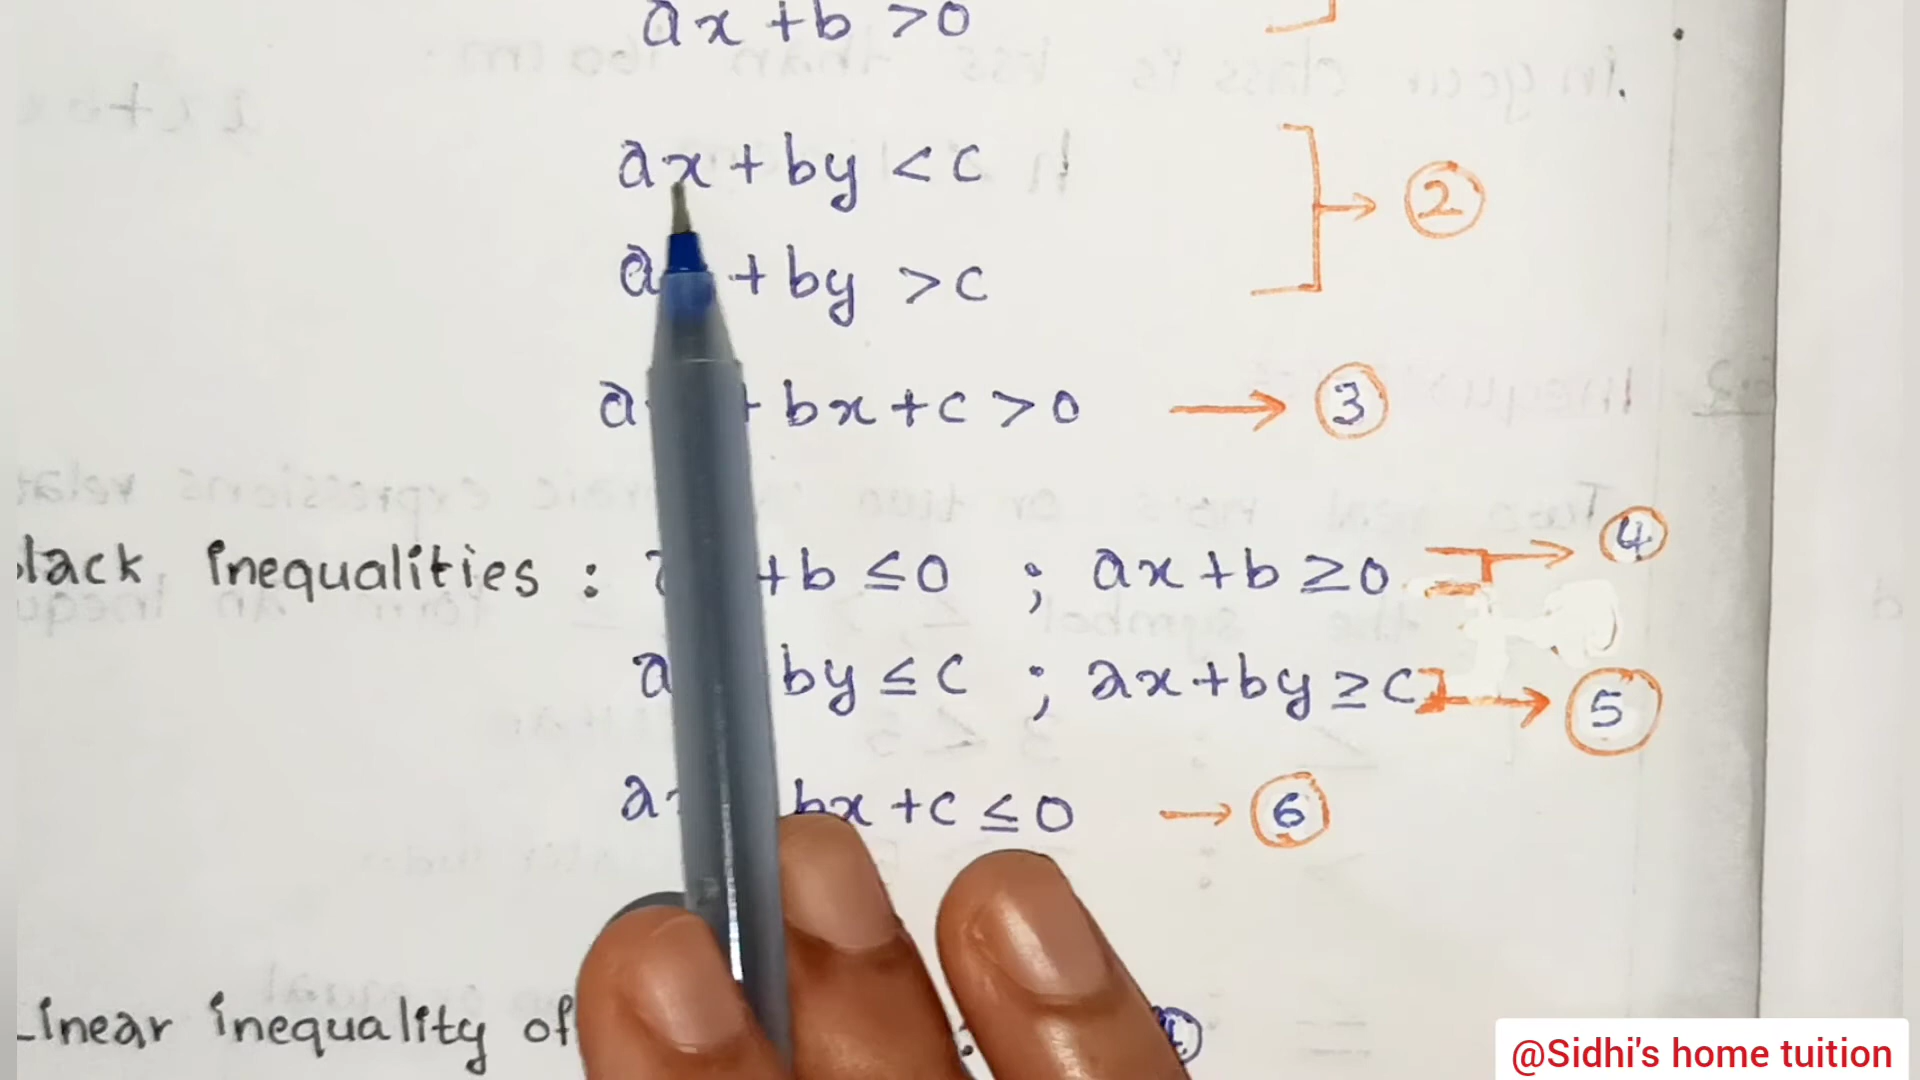 ax + b > 0
ax + by < c
2
a + by > c
a + bx + c > 0 → 3
lack inequalities : + b ≤ 0 ; ax + b ≥ 0 → 4
a by ≤ c ; ax + by ≥ c → 5
a bx + c ≤ 0 → 6
Linear inequality of :
@Sidhi's home tuition